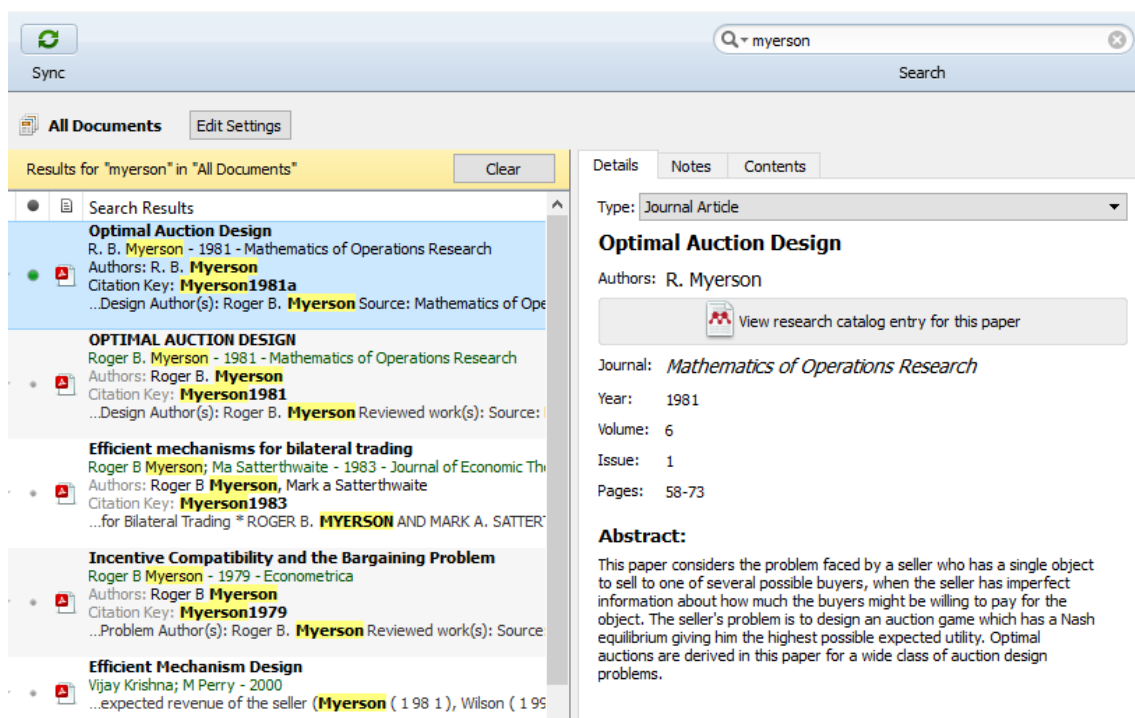 myerson
Sync
Search
All Documents
Edit Settings
Results for "myerson" in "All Documents"
Clear
Search Results
Optimal Auction Design
R. B. Myerson - 1981 - Mathematics of Operations Research
Authors: R. B. Myerson
Citation Key: Myerson1981a
...Design Author(s): Roger B. Myerson Source: Mathematics of Ope
OPTIMAL AUCTION DESIGN
Roger B. Myerson - 1981 - Mathematics of Operations Research
Authors: Roger B. Myerson
Citation Key: Myerson1981
...Design Author(s): Roger B. Myerson Reviewed work(s): Source:
Efficient mechanisms for bilateral trading
Roger B Myerson; Ma Satterthwaite - 1983 - Journal of Economic Th
Authors: Roger B Myerson, Mark a Satterthwaite
Citation Key: Myerson1983
...for Bilateral Trading * ROGER B. MYERSON AND MARK A. SATTER
Incentive Compatibility and the Bargaining Problem
Roger B Myerson - 1979 - Econometrica
Authors: Roger B Myerson
Citation Key: Myerson1979
...Problem Author(s): Roger B. Myerson Reviewed work(s): Source
Efficient Mechanism Design
Vijay Krishna; M Perry - 2000
...expected revenue of the seller (Myerson ( 1 98 1 ), Wilson ( 1 99
Details
Notes
Contents
Type: Journal Article
Optimal Auction Design
Authors: R. Myerson
View research catalog entry for this paper
Journal: Mathematics of Operations Research
Year: 1981
Volume: 6
Issue: 1
Pages: 58-73
Abstract:
This paper considers the problem faced by a seller who has a single object
to sell to one of several possible buyers, when the seller has imperfect
information about how much the buyers might be willing to pay for the
object. The seller's problem is to design an auction game which has a Nash
equilibrium giving him the highest possible expected utility. Optimal
auctions are derived in this paper for a wide class of auction design
problems.